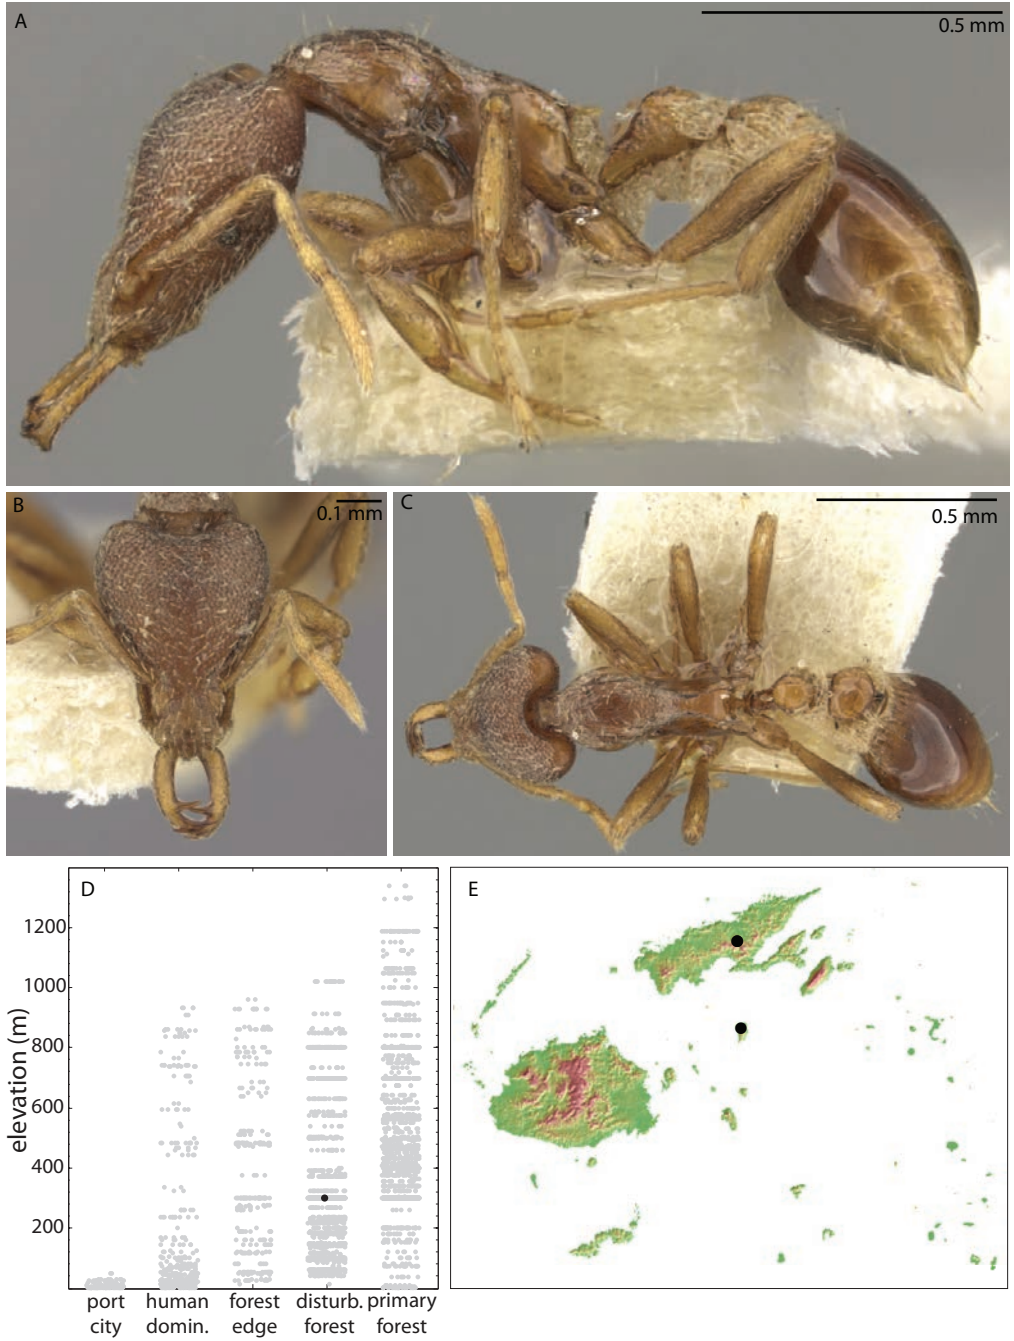 A
0.5 mm
B
0.1 mm
C
0.5 mm
D
E
elevation (m)
1200
1000
800
600
400
200
port city
human domin.
forest edge
disturb. forest
primary forest